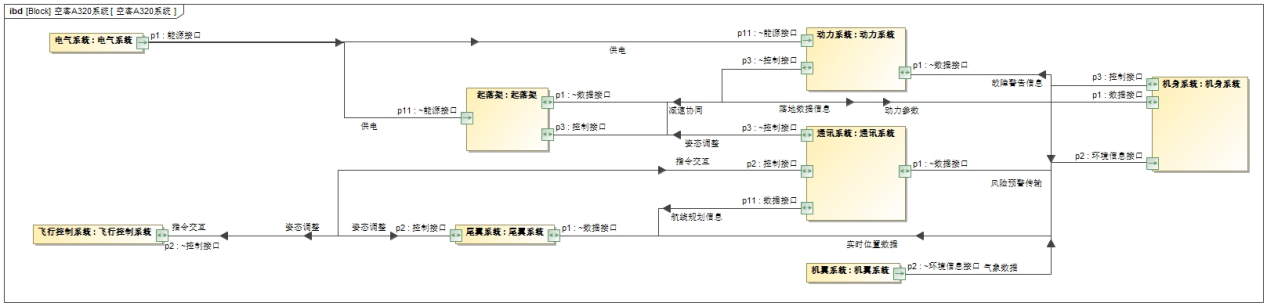 ibd [Block] 空客A320系统 [ 空客A320系统 ]
电气系统 : 电气系统
p1 : ~能源接口
供电
p11 : ~能源接口
动力系统 : 动力系统
p3 : ~控制接口
p1 : ~数据接口
故障警告信息
p3 : 控制接口
机身系统 : 机身系统
p1 : 数据接口
起落架 : 起落架
p1 : ~数据接口
减速协同
落地数据信息
动力参数
p11 : ~能源接口
供电
p3 : 控制接口
姿态调整
p3 : ~控制接口
通讯系统 : 通讯系统
指令交互
p2 : 控制接口
p1 : ~数据接口
风险预警传输
p2 : 环境信息接口
p11 : 数据接口
航线规划信息
飞行控制系统 : 飞行控制系统
指令交互
p2 : ~控制接口
姿态调整
姿态调整
p2 : 控制接口
尾翼系统 : 尾翼系统
p1 : ~数据接口
实时位置数据
机翼系统 : 机翼系统
p2 : ~环境信息接口
气象数据